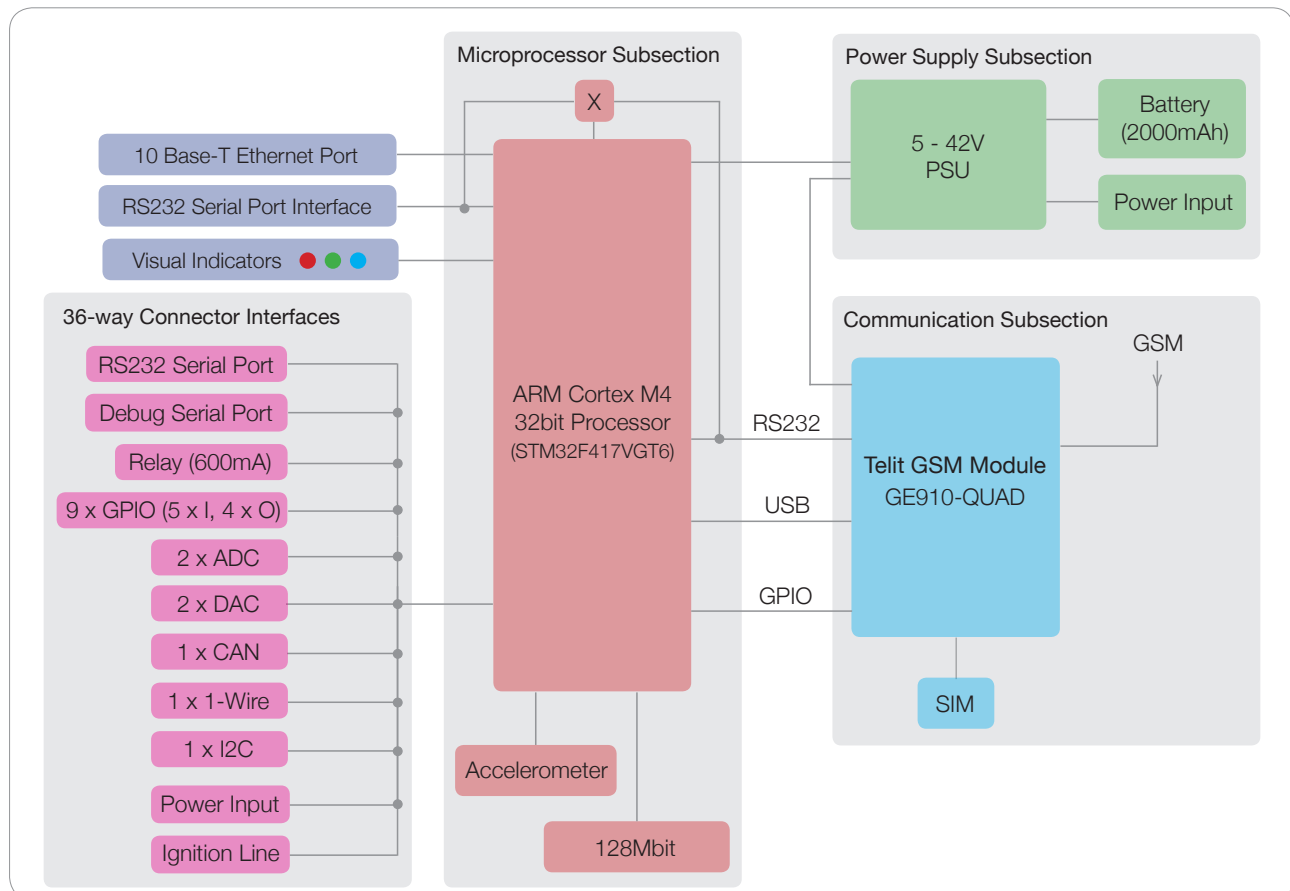 Microprocessor Subsection
X
ARM Cortex M4
32bit Processor
(STM32F417VGT6)
Accelerometer
128Mbit
10 Base-T Ethernet Port
RS232 Serial Port Interface
Visual Indicators
36-way Connector Interfaces
RS232 Serial Port
Debug Serial Port
Relay (600mA)
9 x GPIO (5 x I, 4 x O)
2 x ADC
2 x DAC
1 x CAN
1 x 1-Wire
1 x I2C
Power Input
Ignition Line
Power Supply Subsection
5 - 42V
PSU
Battery
(2000mAh)
Power Input
Communication Subsection
GSM
RS232
USB
GPIO
Telit GSM Module
GE910-QUAD
SIM